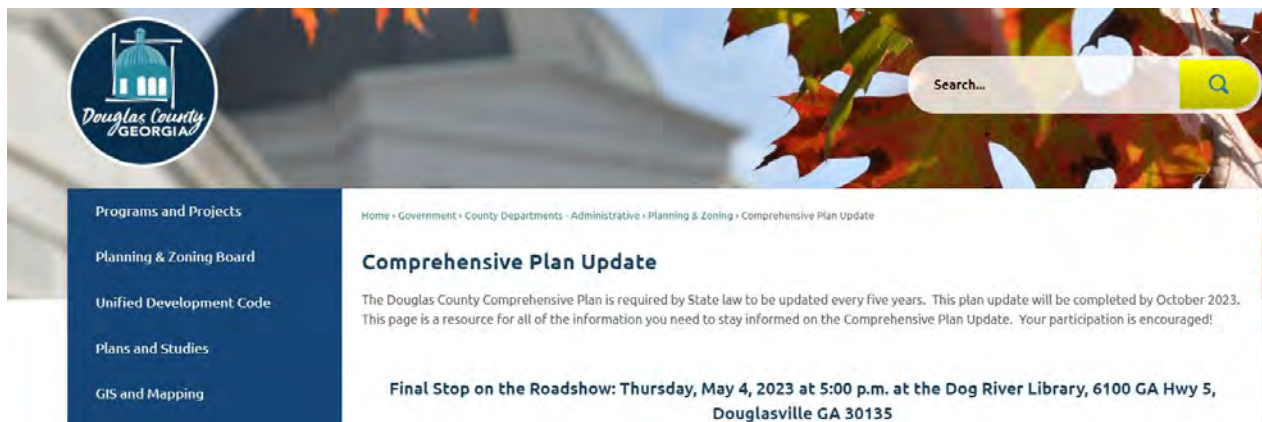 Douglas County
GEORGIA
Search...
Programs and Projects
Planning & Zoning Board
Unified Development Code
Plans and Studies
GIS and Mapping
Home › Government › County Departments - Administrative › Planning & Zoning › Comprehensive Plan Update
Comprehensive Plan Update
The Douglas County Comprehensive Plan is required by State law to be updated every five years. This plan update will be completed by October 2023.
This page is a resource for all of the information you need to stay informed on the Comprehensive Plan Update. Your participation is encouraged!
Final Stop on the Roadshow: Thursday, May 4, 2023 at 5:00 p.m. at the Dog River Library, 6100 GA Hwy 5,
Douglasville GA 30135